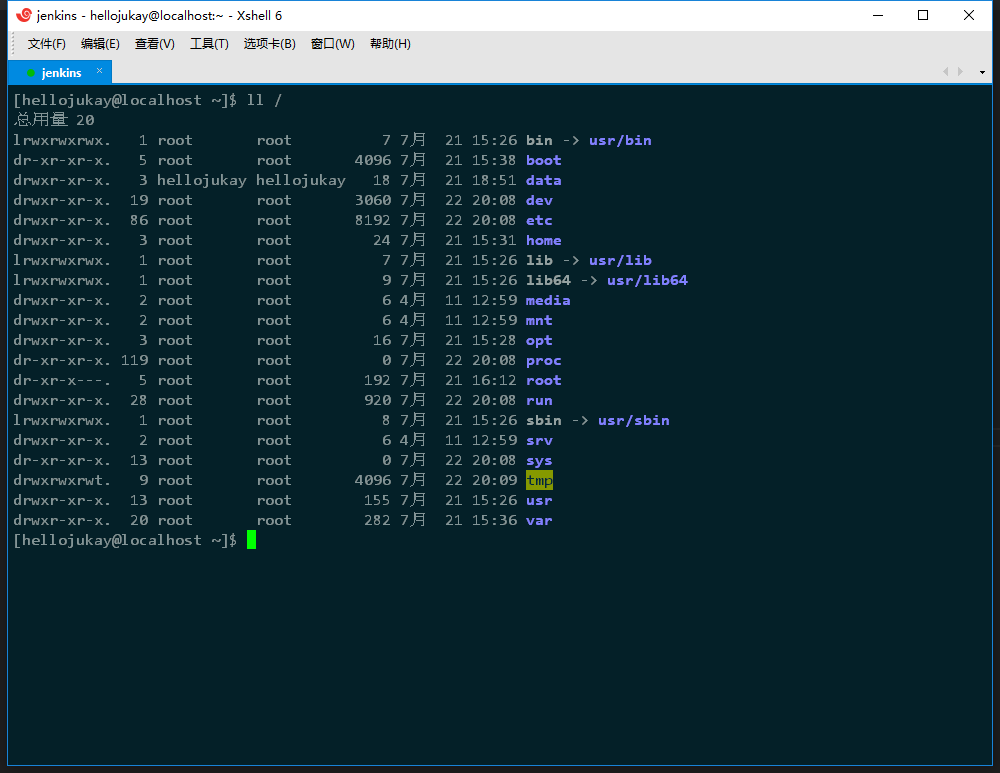 jenkins - hellojukay@localhost:~ - Xshell 6
文件(F) 编辑(E) 查看(V) 工具(T) 选项卡(B) 窗口(W) 帮助(H)
jenkins ×
[hellojukay@localhost ~]$ ll /
总用量 20
lrwxrwxrwx.   1 root       root          7 7月  21 15:26 bin -> usr/bin
dr-xr-xr-x.   5 root       root       4096 7月  21 15:38 boot
drwxr-xr-x.   3 hellojukay hellojukay   18 7月  21 18:51 data
drwxr-xr-x.  19 root       root       3060 7月  22 20:08 dev
drwxr-xr-x.  86 root       root       8192 7月  22 20:08 etc
drwxr-xr-x.   3 root       root         24 7月  21 15:31 home
lrwxrwxrwx.   1 root       root          7 7月  21 15:26 lib -> usr/lib
lrwxrwxrwx.   1 root       root          9 7月  21 15:26 lib64 -> usr/lib64
drwxr-xr-x.   2 root       root          6 4月  11 12:59 media
drwxr-xr-x.   2 root       root          6 4月  11 12:59 mnt
drwxr-xr-x.   3 root       root         16 7月  21 15:28 opt
dr-xr-xr-x. 119 root       root          0 7月  22 20:08 proc
dr-xr-x---.   5 root       root        192 7月  21 16:12 root
drwxr-xr-x.  28 root       root        920 7月  22 20:08 run
lrwxrwxrwx.   1 root       root          8 7月  21 15:26 sbin -> usr/sbin
drwxr-xr-x.   2 root       root          6 4月  11 12:59 srv
dr-xr-xr-x.  13 root       root          0 7月  22 20:08 sys
drwxrwxrwt.   9 root       root       4096 7月  22 20:09 tmp
drwxr-xr-x.  13 root       root        155 7月  21 15:26 usr
drwxr-xr-x.  20 root       root        282 7月  21 15:36 var
[hellojukay@localhost ~]$